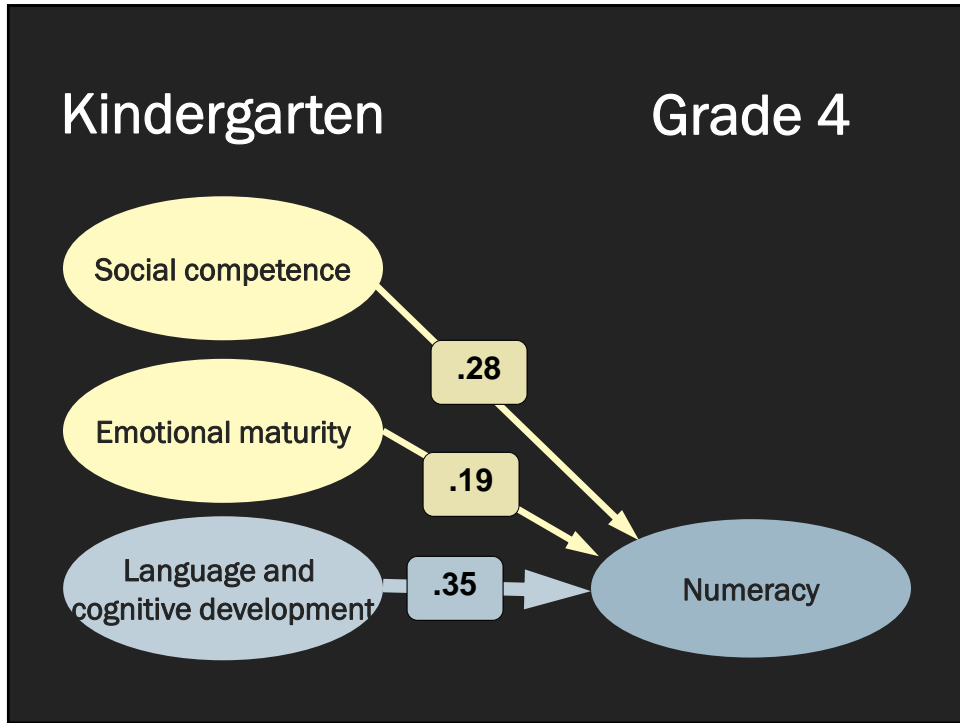 Kindergarten
Grade 4
Social competence
.28
Emotional maturity
.19
Language and
cognitive development
.35
Numeracy